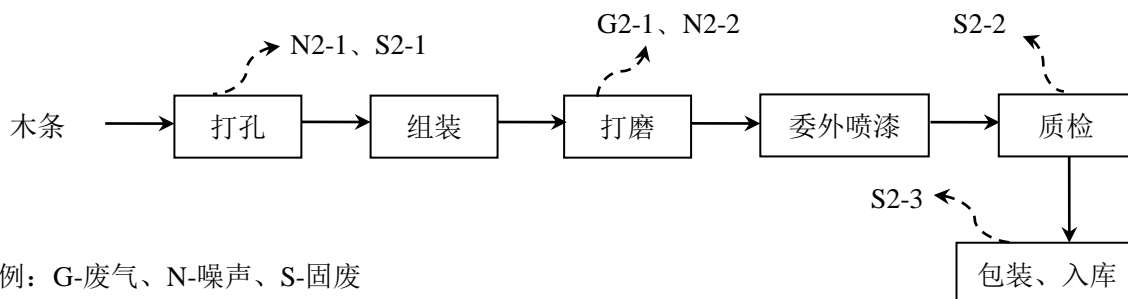 G2-1、N2-2
S2-2
N2-1、S2-1
木条
打孔
组装
打磨
委外喷漆
质检
S2-3
例：G-废气、N-噪声、S-固废
包装、入库